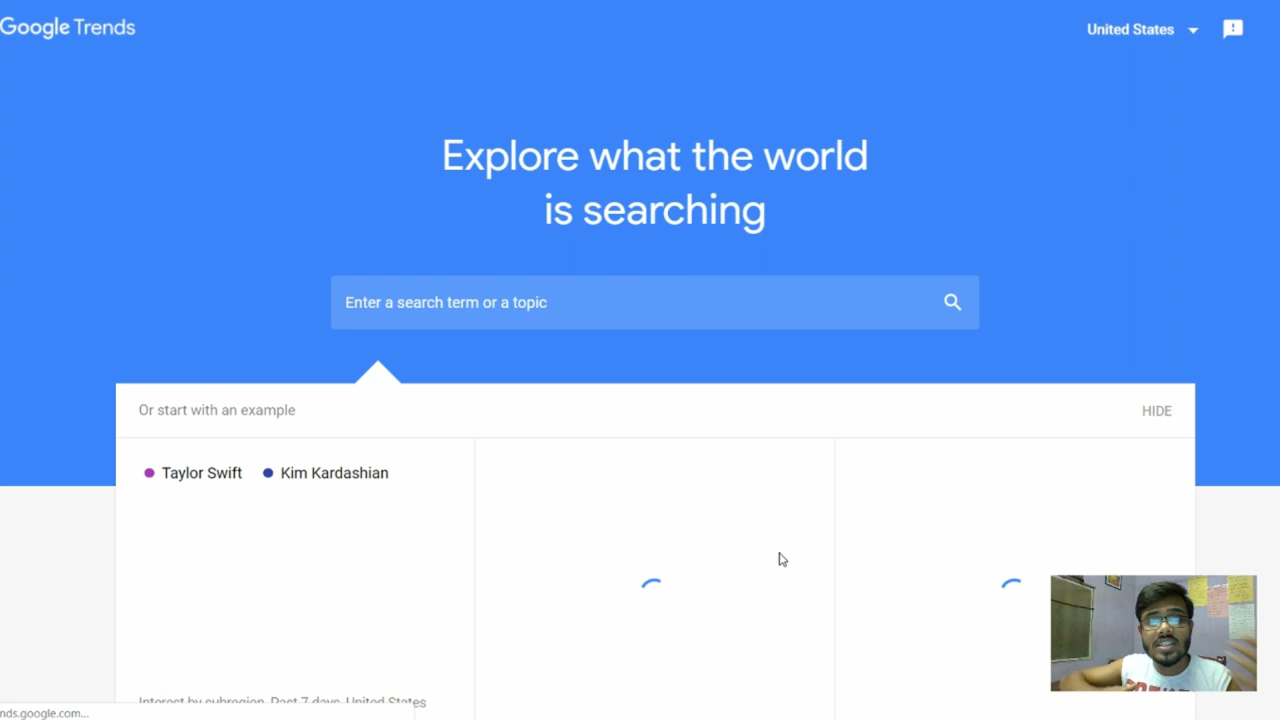 Google Trends
United States
Explore what the world
is searching
Enter a search term or a topic
Or start with an example
HIDE
Taylor Swift
Kim Kardashian
Interest by subregion, Past 7 days, United States
nds.google.com...